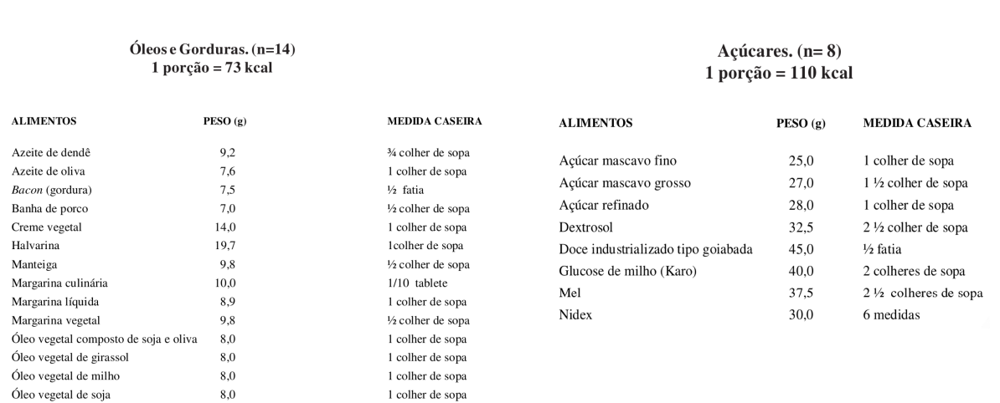 Óleos e Gorduras. (n=14)
1 porção = 73 kcal
ALIMENTOS PESO (g) MEDIDA CASEIRA
Azeite de dendê 9,2 ¾ colher de sopa
Azeite de oliva 7,6 1 colher de sopa
Bacon (gordura) 7,5 ½ fatia
Banha de porco 7,0 ½ colher de sopa
Creme vegetal 14,0 1 colher de sopa
Halvarina 19,7 1colher de sopa
Manteiga 9,8 ½ colher de sopa
Margarina culinária 10,0 1/10 tablete
Margarina líquida 8,9 1 colher de sopa
Margarina vegetal 9,8 ½ colher de sopa
Óleo vegetal composto de soja e oliva 8,0 1 colher de sopa
Óleo vegetal de girassol 8,0 1 colher de sopa
Óleo vegetal de milho 8,0 1 colher de sopa
Óleo vegetal de soja 8,0 1 colher de sopa
Açúcares. (n= 8)
1 porção = 110 kcal
ALIMENTOS PESO (g) MEDIDA CASEIRA
Açúcar mascavo fino 25,0 1 colher de sopa
Açúcar mascavo grosso 27,0 1 ½ colher de sopa
Açúcar refinado 28,0 1 colher de sopa
Dextrosol 32,5 2 ½ colher de sopa
Doce industrializado tipo goiabada 45,0 ½ fatia
Glucose de milho (Karo) 40,0 2 colheres de sopa
Mel 37,5 2 ½ colheres de sopa
Nidex 30,0 6 medidas